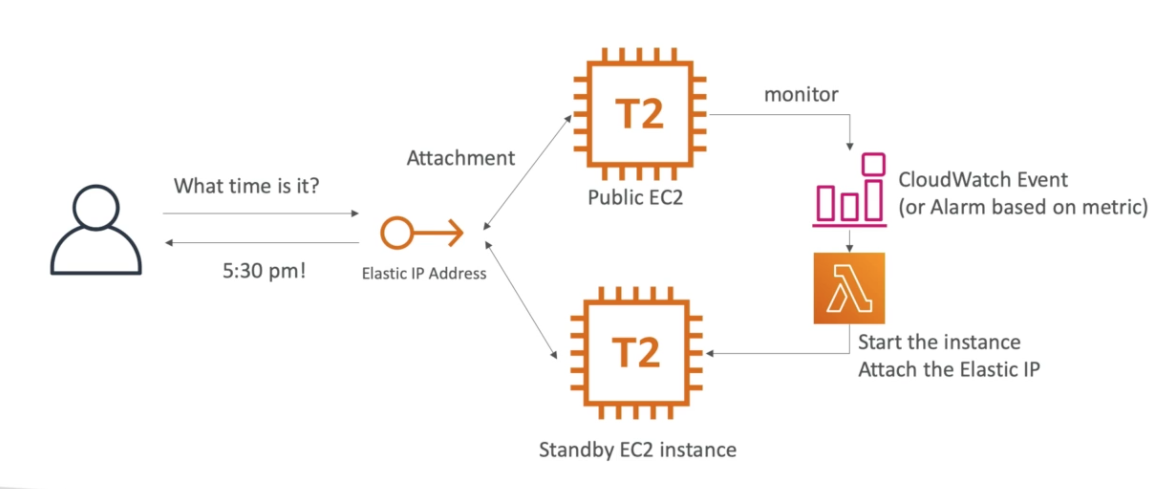 T2
monitor
Attachment
Public EC2
What time is it?
CloudWatch Event
(or Alarm based on metric)
5:30 pm!
Elastic IP Address
T2
Start the instance
Attach the Elastic IP
Standby EC2 instance